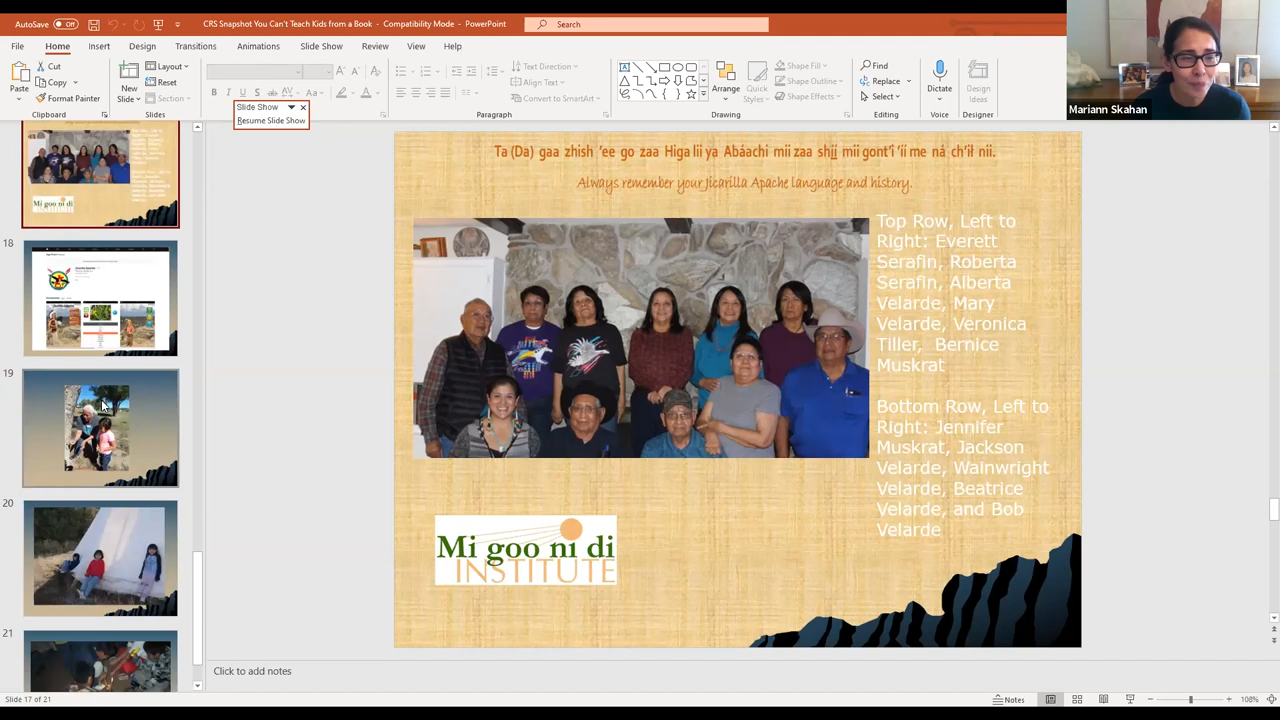 AutoSave Off CRS Snapshot You Can't Teach Kids from a Book - Compatibility Mode - PowerPoint Search
File Home Insert Design Transitions Animations Slide Show Review View Help
Paste Cut Copy Format Painter Clipboard
New Slide Layout Reset Section Slides
B I U S AV Aa
Slide Show
Resume Slide Show
Text Direction Align Text Convert to SmartArt Paragraph
Arrange Quick Styles Shape Fill Shape Outline Shape Effects Drawing
Find Replace Select Editing
Dictate Voice
Design Ideas Designer
Mariann Skahan
18
19
20
21
Ta (Da) gaa zhish 'ee go zaa Higa lii ya Abáachi mii zaa shįį mii gont'i 'íí me ná ch'ił nii.
Always remember your Jicarilla Apache language and history.
Top Row, Left to
Right: Everett
Serafin, Roberta
Serafin, Alberta
Velarde, Mary
Velarde, Veronica
Tiller, Bernice
Muskrat
Bottom Row, Left to
Right: Jennifer
Muskrat, Jackson
Velarde, Wainwright
Velarde, Beatrice
Velarde, and Bob
Velarde
Mi goo ni di
INSTITUTE
Click to add notes
Slide 17 of 21 Notes 108%